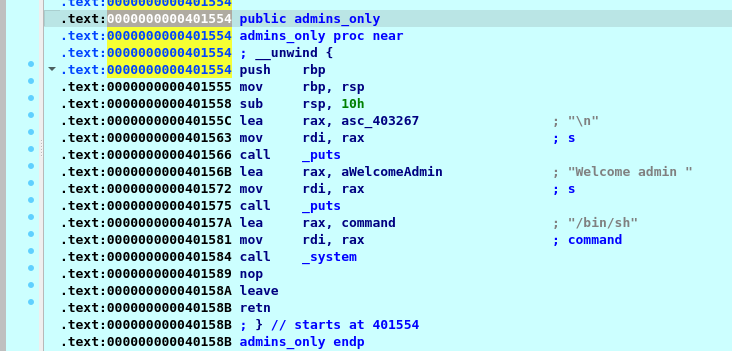 .text:0000000000401554
.text:0000000000401554 public admins_only
.text:0000000000401554 admins_only proc near
.text:0000000000401554 ; __unwind {
.text:0000000000401554 push    rbp
.text:0000000000401555 mov     rbp, rsp
.text:0000000000401558 sub     rsp, 10h
.text:000000000040155C lea     rax, asc_403267                 ; "\n"
.text:0000000000401563 mov     rdi, rax                        ; s
.text:0000000000401566 call    _puts
.text:000000000040156B lea     rax, aWelcomeAdmin              ; "Welcome admin "
.text:0000000000401572 mov     rdi, rax                        ; s
.text:0000000000401575 call    _puts
.text:000000000040157A lea     rax, command                    ; "/bin/sh"
.text:0000000000401581 mov     rdi, rax                        ; command
.text:0000000000401584 call    _system
.text:0000000000401589 nop
.text:000000000040158A leave
.text:000000000040158B retn
.text:000000000040158B ; } // starts at 401554
.text:000000000040158B admins_only endp